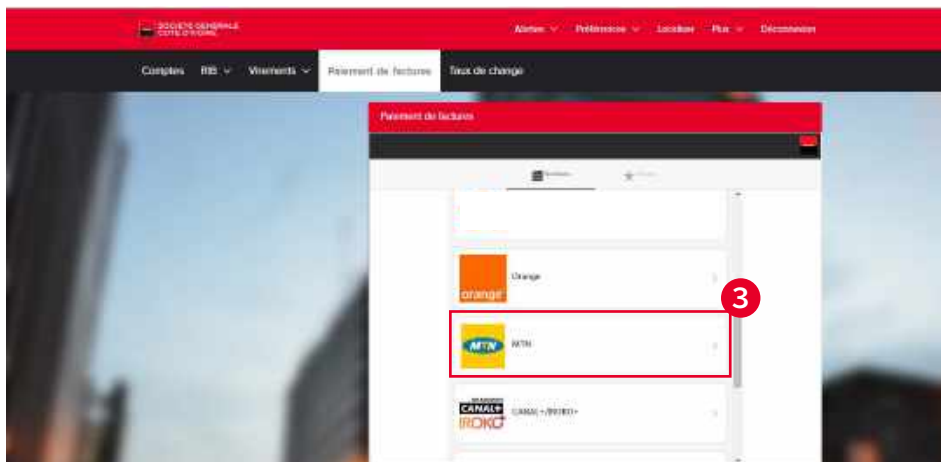 SOCIETE GENERALE
COTE D'IVOIRE
Alertes Préférences Localiser Plus Déconnexion
Comptes RIB Virements Paiement de factures Taux de change
Paiement de factures
orange Orange
3
MTN MTN
CANAL+
IROKO+ CANAL+/IROKO+